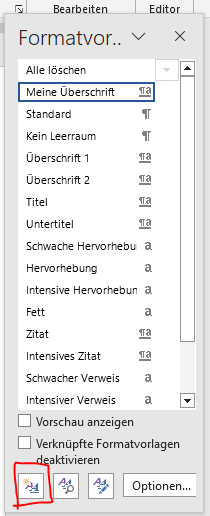 Bearbeiten Editor
Formatvor..
Alle löschen
Meine Überschrift ¶a
Standard ¶
Kein Leerraum ¶
Überschrift 1 ¶a
Überschrift 2 ¶a
Titel ¶a
Untertitel ¶a
Schwache Hervorhebun a
Hervorhebung a
Intensive Hervorhebun a
Fett a
Zitat ¶a
Intensives Zitat ¶a
Schwacher Verweis a
Intensiver Verweis a
Vorschau anzeigen
Verknüpfte Formatvorlagen
deaktivieren
Optionen...